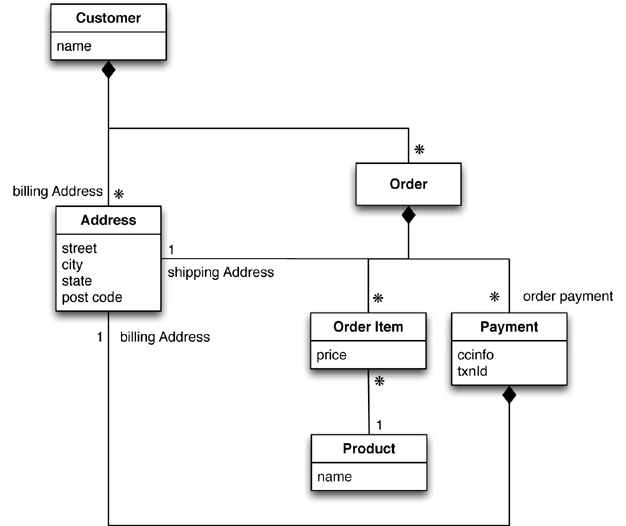 Customer
name
*
Order
billing Address *
Address
street
city
state
post code
1
shipping Address
*
* order payment
Order Item
price
Payment
ccinfo
txnId
1 billing Address
*
1
Product
name